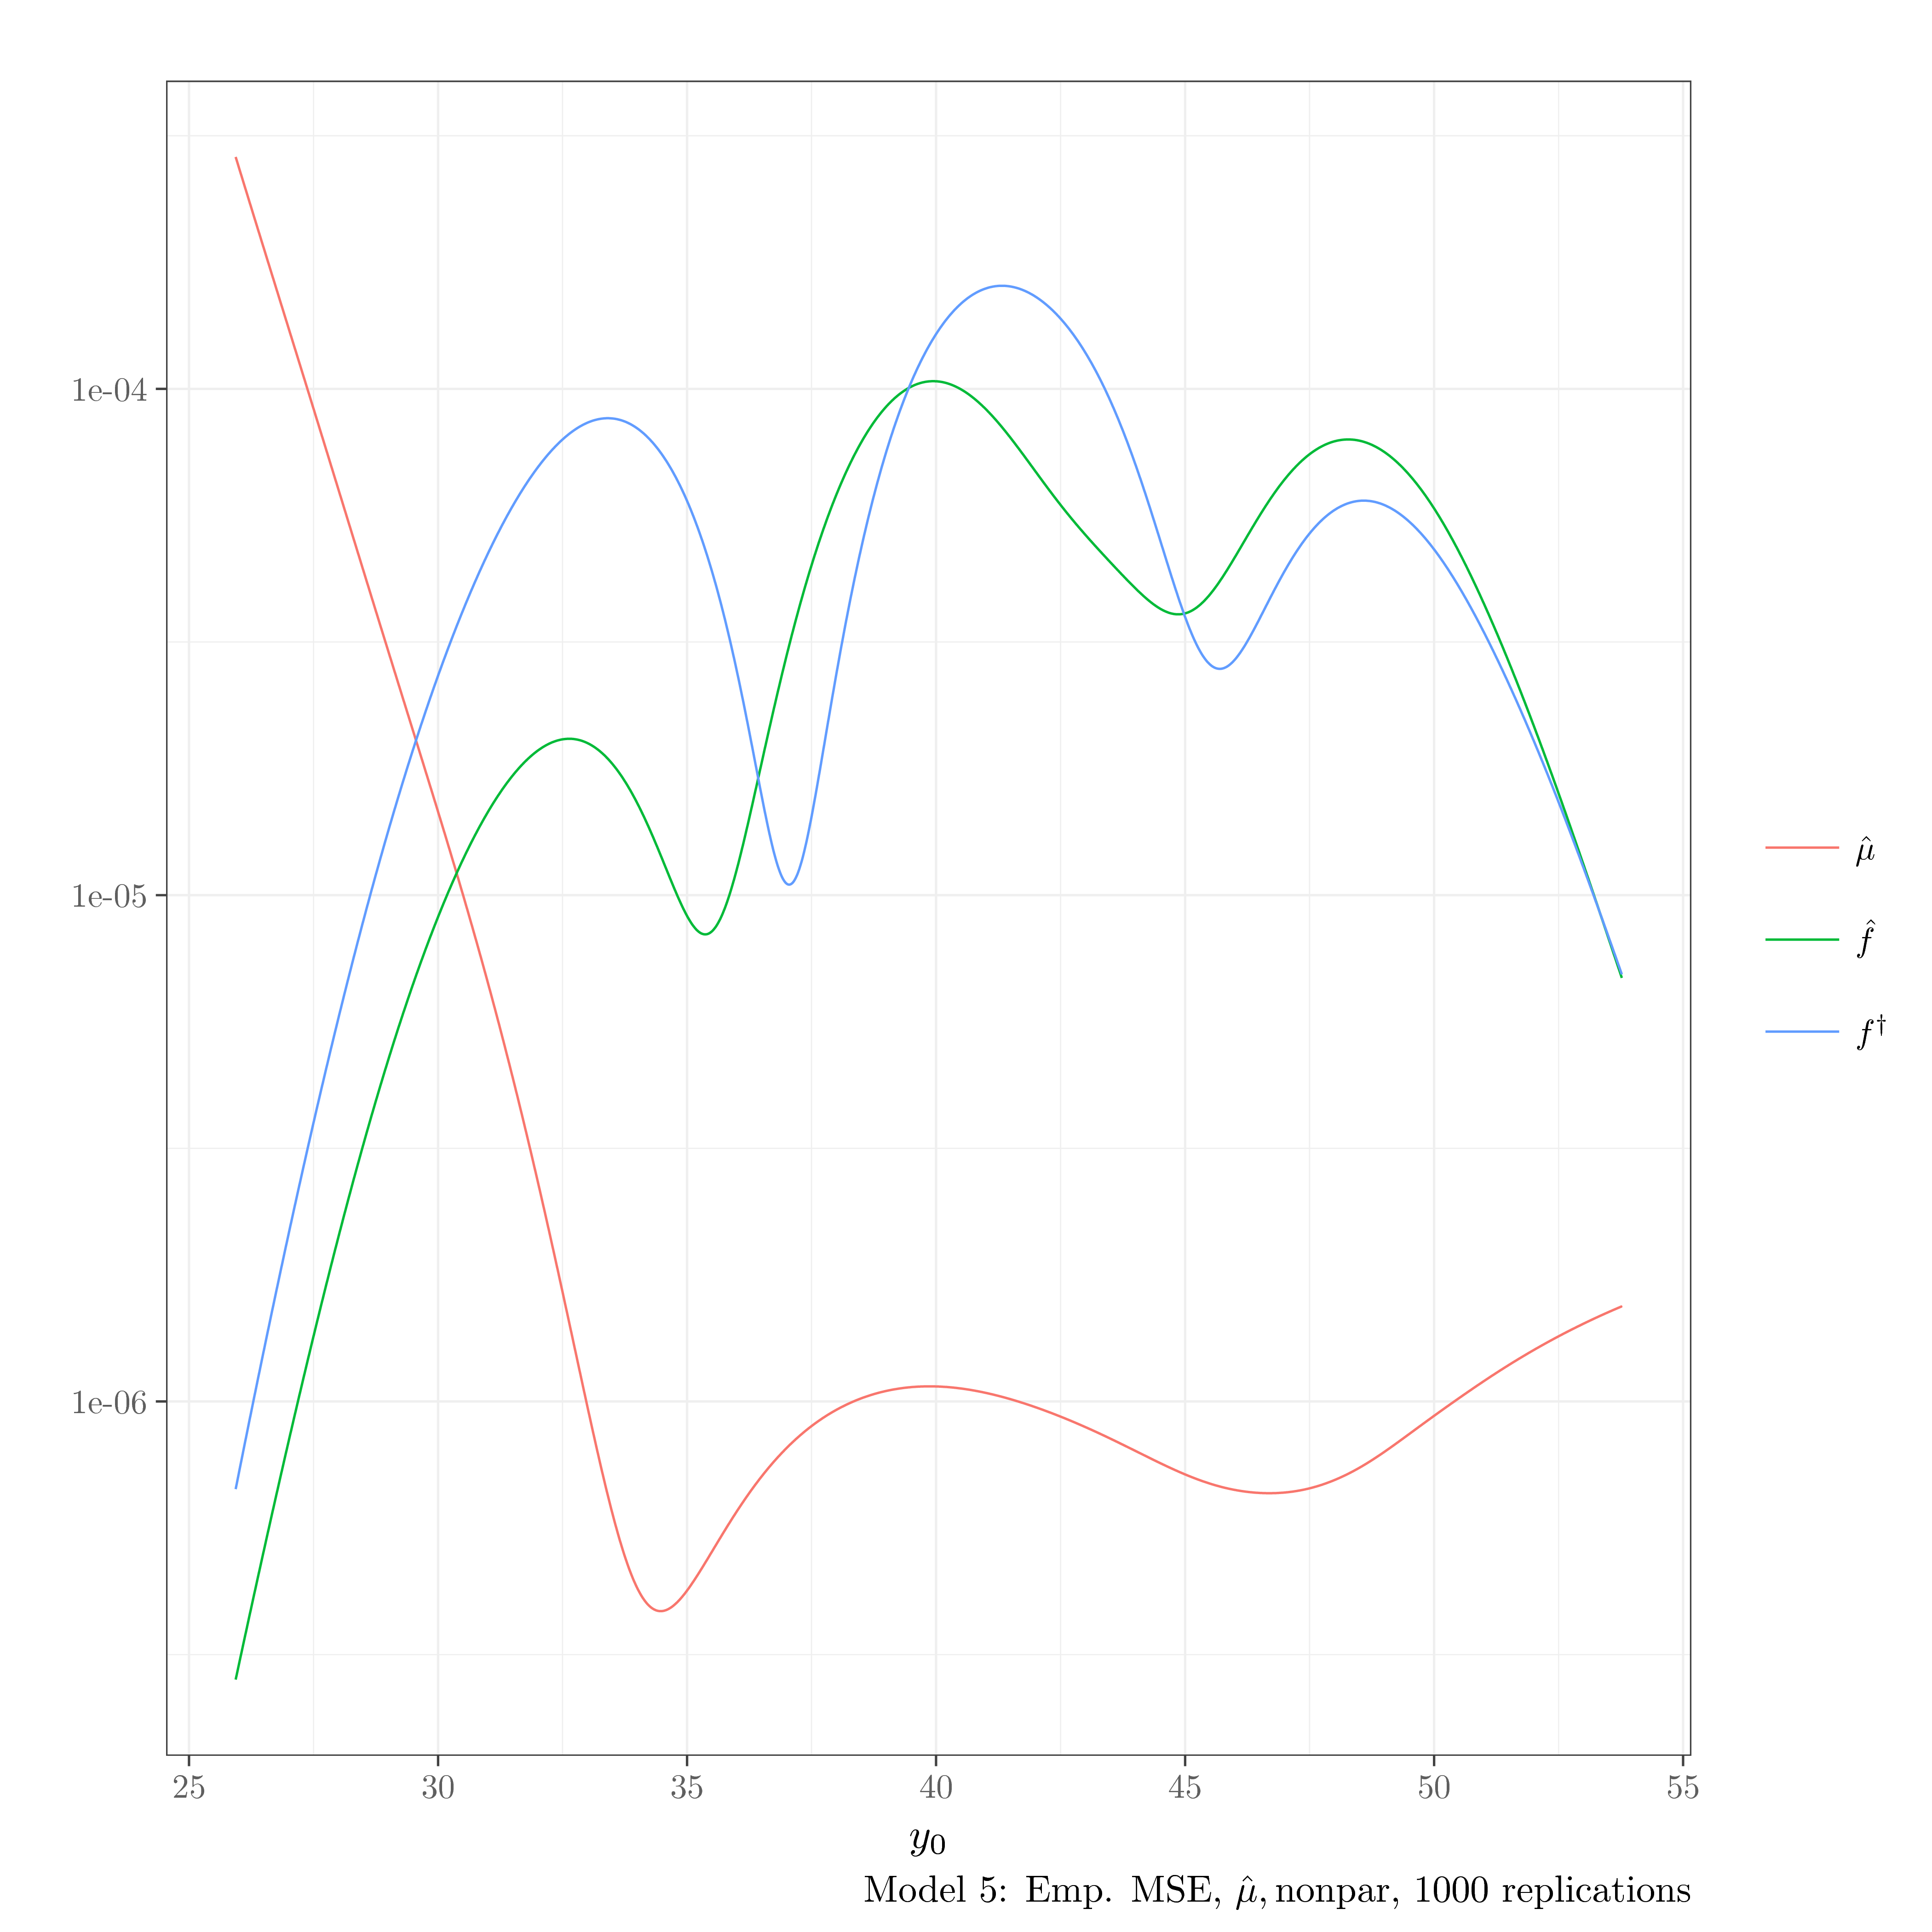 1e-04
1e-05
1e-06
25 30 35 40 45 50 55
y₀
Model 5: Emp. MSE, μ̂, nonpar, 1000 replications
μ̂
f̂
f†